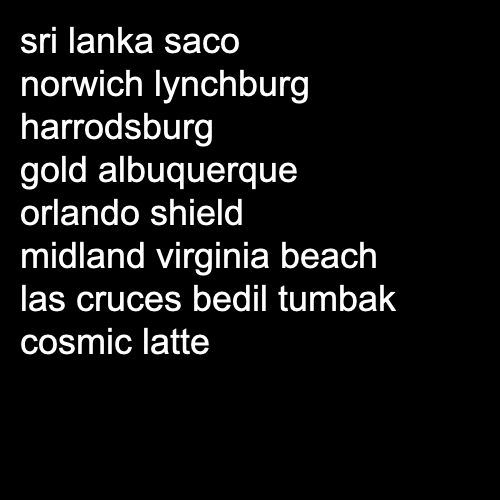 sri lanka saco
norwich lynchburg
harrodsburg
gold albuquerque
orlando shield
midland virginia beach
las cruces bedil tumbak
cosmic latte